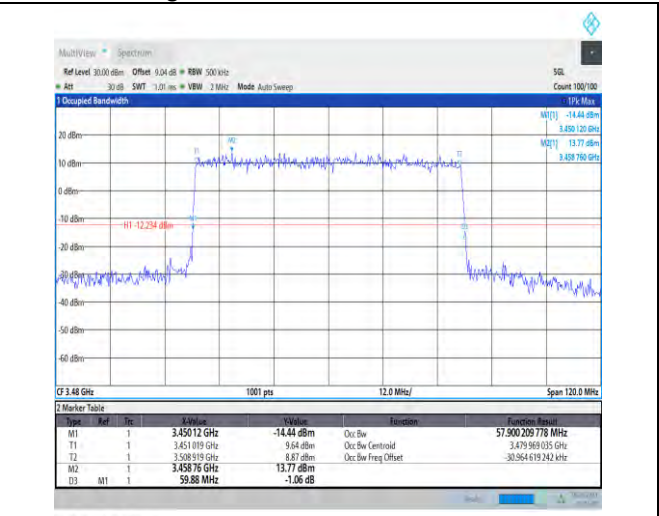 MultiView Spectrum
Ref Level 30.00 dBm Offset 9.04 dB RBW 500 kHz SGL
Att 30 dB SWT 1.01 ms VBW 2 MHz Mode Auto Sweep Count 100/100
1 Occupied Bandwidth 1Pk Max
M1[1] -14.44 dBm
3.450 120 GHz
M2[1] 13.77 dBm
3.458 760 GHz
20 dBm
M2
T1 T2
10 dBm
0 dBm
-10 dBm
H1 -12.234 dBm
M1
-20 dBm
-30 dBm
-40 dBm
-50 dBm
-60 dBm
CF 3.48 GHz 1001 pts 12.0 MHz/ Span 120.0 MHz
2 Marker Table
Type Ref Trc X-Value Y-Value Function Function Result
M1 1 3.45012 GHz -14.44 dBm Occ Bw 57.900 209 778 MHz
T1 1 3.451 019 GHz 9.64 dBm Occ Bw Centroid 3.479 969 035 GHz
T2 1 3.508 919 GHz 8.87 dBm Occ Bw Freq Offset -30.964 619 242 kHz
M2 1 3.458 76 GHz 13.77 dBm
D3 M1 1 59.88 MHz -1.06 dB